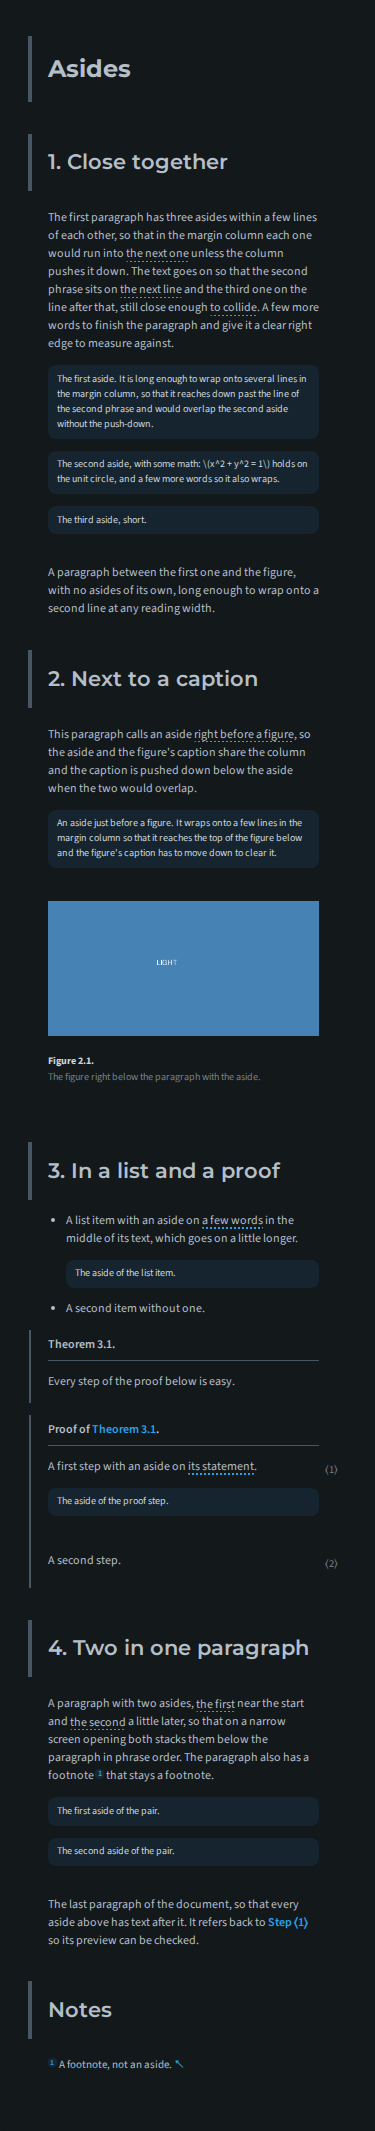 Asides
1. Close together
The first paragraph has three asides within a few lines
of each other, so that in the margin column each one
would run into the next one unless the column
pushes it down. The text goes on so that the second
phrase sits on the next line and the third one on the
line after that, still close enough to collide. A few more
words to finish the paragraph and give it a clear right
edge to measure against.
The first aside. It is long enough to wrap onto several lines in
the margin column, so that it reaches down past the line of
the second phrase and would overlap the second aside
without the push-down.
The second aside, with some math: \(x^2 + y^2 = 1\) holds on
the unit circle, and a few more words so it also wraps.
The third aside, short.
A paragraph between the first one and the figure,
with no asides of its own, long enough to wrap onto a
second line at any reading width.
2. Next to a caption
This paragraph calls an aside right before a figure, so
the aside and the figure's caption share the column
and the caption is pushed down below the aside
when the two would overlap.
An aside just before a figure. It wraps onto a few lines in the
margin column so that it reaches the top of the figure below
and the figure's caption has to move down to clear it.
LIGHT
Figure 2.1.
The figure right below the paragraph with the aside.
3. In a list and a proof
• A list item with an aside on a few words in the
middle of its text, which goes on a little longer.
The aside of the list item.
• A second item without one.
Theorem 3.1.
Every step of the proof below is easy.
Proof of Theorem 3.1.
A first step with an aside on its statement. ⟨1⟩
The aside of the proof step.
A second step. ⟨2⟩
4. Two in one paragraph
A paragraph with two asides, the first near the start
and the second a little later, so that on a narrow
screen opening both stacks them below the
paragraph in phrase order. The paragraph also has a
footnote 1 that stays a footnote.
The first aside of the pair.
The second aside of the pair.
The last paragraph of the document, so that every
aside above has text after it. It refers back to Step ⟨1⟩
so its preview can be checked.
Notes
1 A footnote, not an aside. ↖